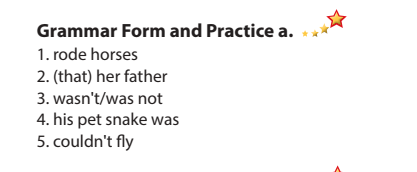 Grammar Form and Practice a.
1. rode horses
2. (that) her father
3. wasn't/was not
4. his pet snake was
5. couldn't fly